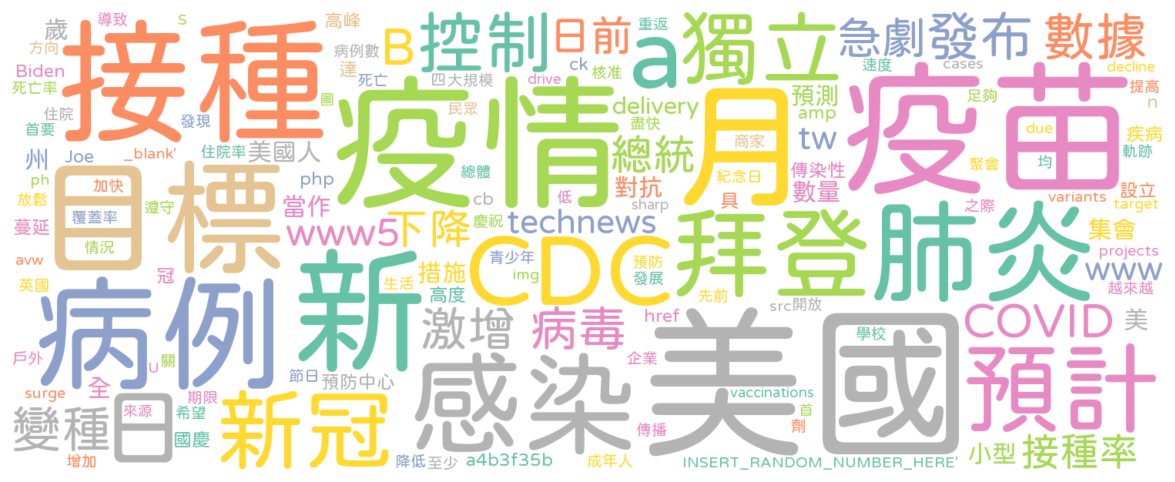 接種
疫情
月
疫苗
目標
病例
新
CDC
拜登
肺炎
感染
美國
預計
新冠
變種
日
控制
B
a
獨立
急劇
發布
數據
日前
總統
delivery
tw
預測
amp
傳染性
數量
對抗
具
商家
紀念日
盡快
核准
ck
重返
速度
cases
decline
提高
n
足夠
due
均
疾病
軌跡
聚會
設立
variants
target
之際
集會
projects
www
越來越
COVID
美
src
開放
學校
href
企業
病毒
激增
措施
高度
下降
www5
technews
慶祝
青少年
img
預防
發展
先前
生活
低
sharp
cb
總體
民眾
drive
四大規模
死亡
達
病例數
高峰
S
導致
歲
方向
Biden
死亡率
住院
首要
發現
州
Joe
_blank'
住院率
美國人
php
當作
ph
放鬆
加快
覆蓋率
遵守
情況
蔓延
avw
英國
冠
戶外
U
關
節日
預防中心
surge
全
期限
來源
希望
國慶
增加
降低
至少
a4b3f35b
成年人
傳播
vaccinations
首
劑
INSERT_RANDOM_NUMBER_HERE'
小型
接種率